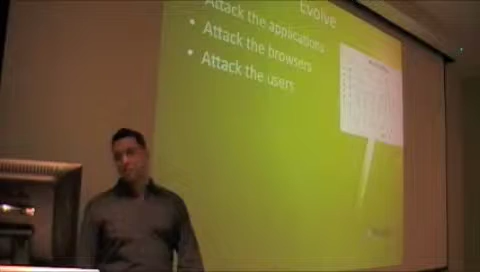 Evolve
• Attack the applications
• Attack the browsers
• Attack the users